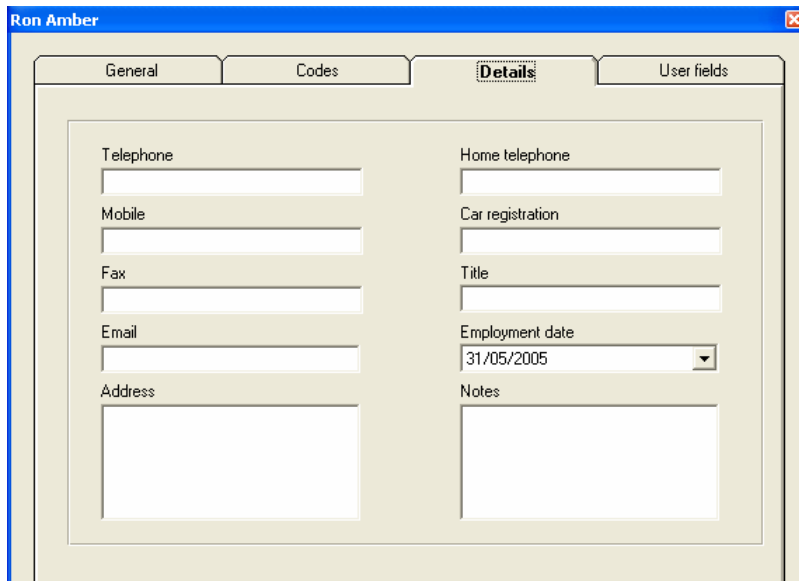 Ron Amber
General Codes Details User fields
Telephone Home telephone
Mobile Car registration
Fax Title
Email Employment date
31/05/2005
Address Notes